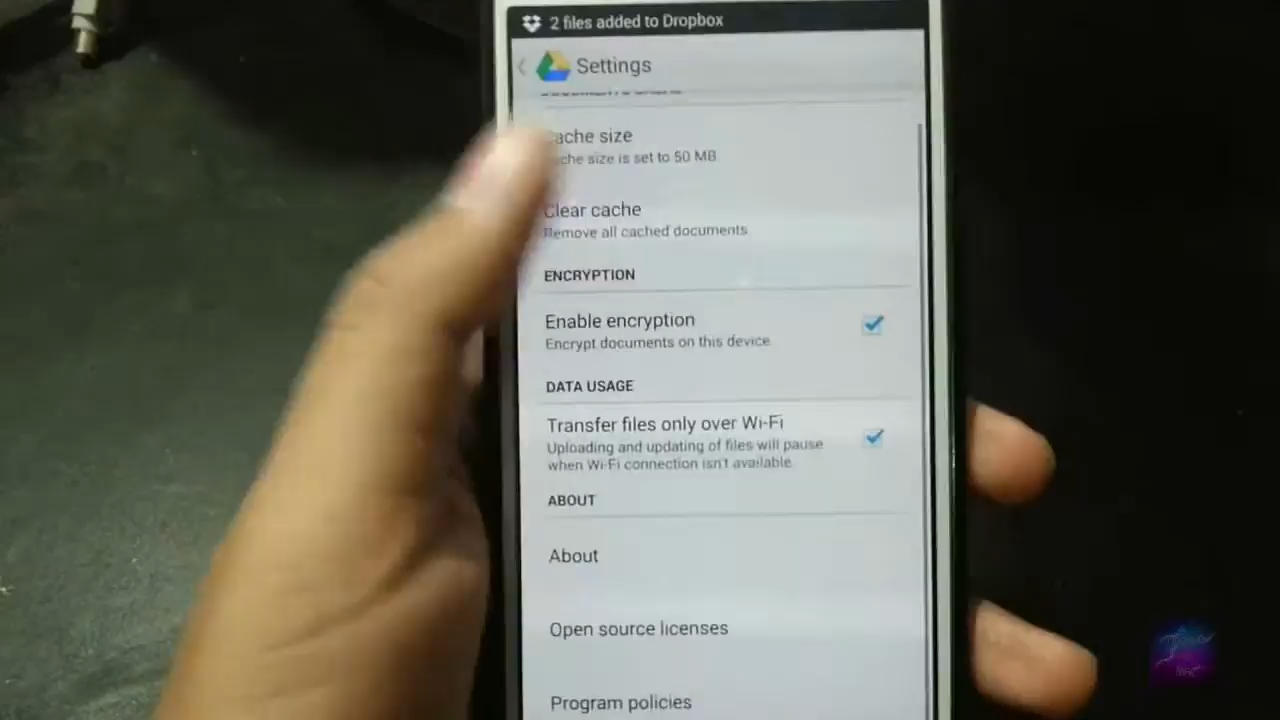 2 files added to Dropbox
Settings
Cache size
Cache size is set to 50 MB
Clear cache
Remove all cached documents
ENCRYPTION
Enable encryption
Encrypt documents on this device
DATA USAGE
Transfer files only over Wi-Fi
Uploading and updating of files will pause
when Wi-Fi connection isn't available.
ABOUT
About
Open source licenses
Program policies